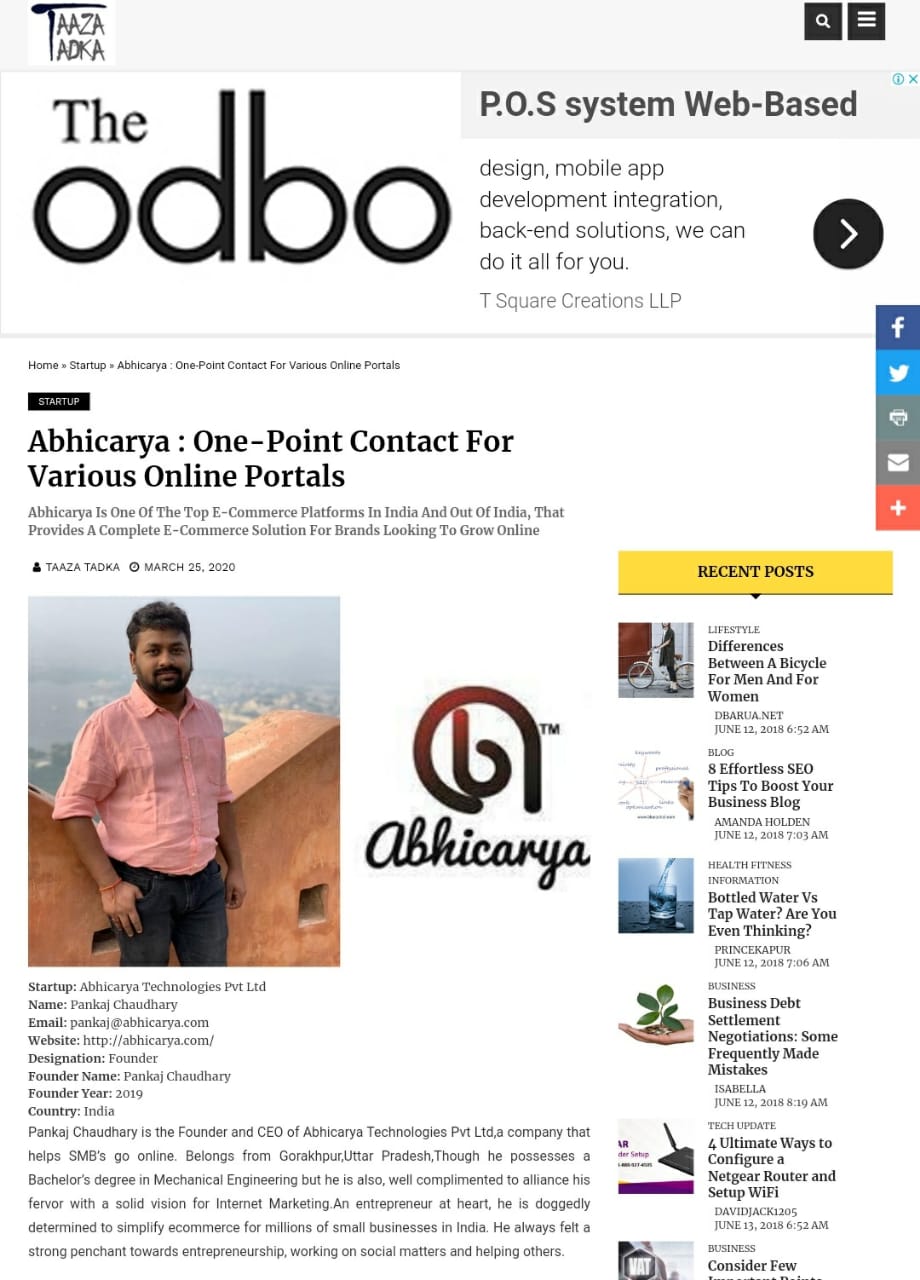 TAAZA
TADKA
The
odbo
P.O.S system Web-Based
design, mobile app
development integration,
back-end solutions, we can
do it all for you.
T Square Creations LLP
Home » Startup » Abhicarya : One-Point Contact For Various Online Portals
STARTUP
Abhicarya : One-Point Contact For
Various Online Portals
Abhicarya Is One Of The Top E-Commerce Platforms In India And Out Of India, That
Provides A Complete E-Commerce Solution For Brands Looking To Grow Online
TAAZA TADKA MARCH 25, 2020
TM
Abhicarya
Startup: Abhicarya Technologies Pvt Ltd
Name: Pankaj Chaudhary
Email: pankaj@abhicarya.com
Website: http://abhicarya.com/
Designation: Founder
Founder Name: Pankaj Chaudhary
Founder Year: 2019
Country: India
Pankaj Chaudhary is the Founder and CEO of Abhicarya Technologies Pvt Ltd,a company that
helps SMB's go online. Belongs from Gorakhpur,Uttar Pradesh,Though he possesses a
Bachelor's degree in Mechanical Engineering but he is also, well complimented to alliance his
fervor with a solid vision for Internet Marketing.An entrepreneur at heart, he is doggedly
determined to simplify ecommerce for millions of small businesses in India. He always felt a
strong penchant towards entrepreneurship, working on social matters and helping others.
RECENT POSTS
LIFESTYLE
Differences
Between A Bicycle
For Men And For
Women
DBARUA.NET
JUNE 12, 2018 6:52 AM
keywords
professional
links
optimization
BLOG
8 Effortless SEO
Tips To Boost Your
Business Blog
AMANDA HOLDEN
JUNE 12, 2018 7:03 AM
HEALTH FITNESS
INFORMATION
Bottled Water Vs
Tap Water? Are You
Even Thinking?
PRINCEKAPUR
JUNE 12, 2018 7:06 AM
BUSINESS
Business Debt
Settlement
Negotiations: Some
Frequently Made
Mistakes
ISABELLA
JUNE 12, 2018 8:19 AM
AR
der Setup
TECH UPDATE
4 Ultimate Ways to
Configure a
Netgear Router and
Setup WiFi
DAVIDJACK1205
JUNE 13, 2018 6:52 AM
VAT
BUSINESS
Consider Few